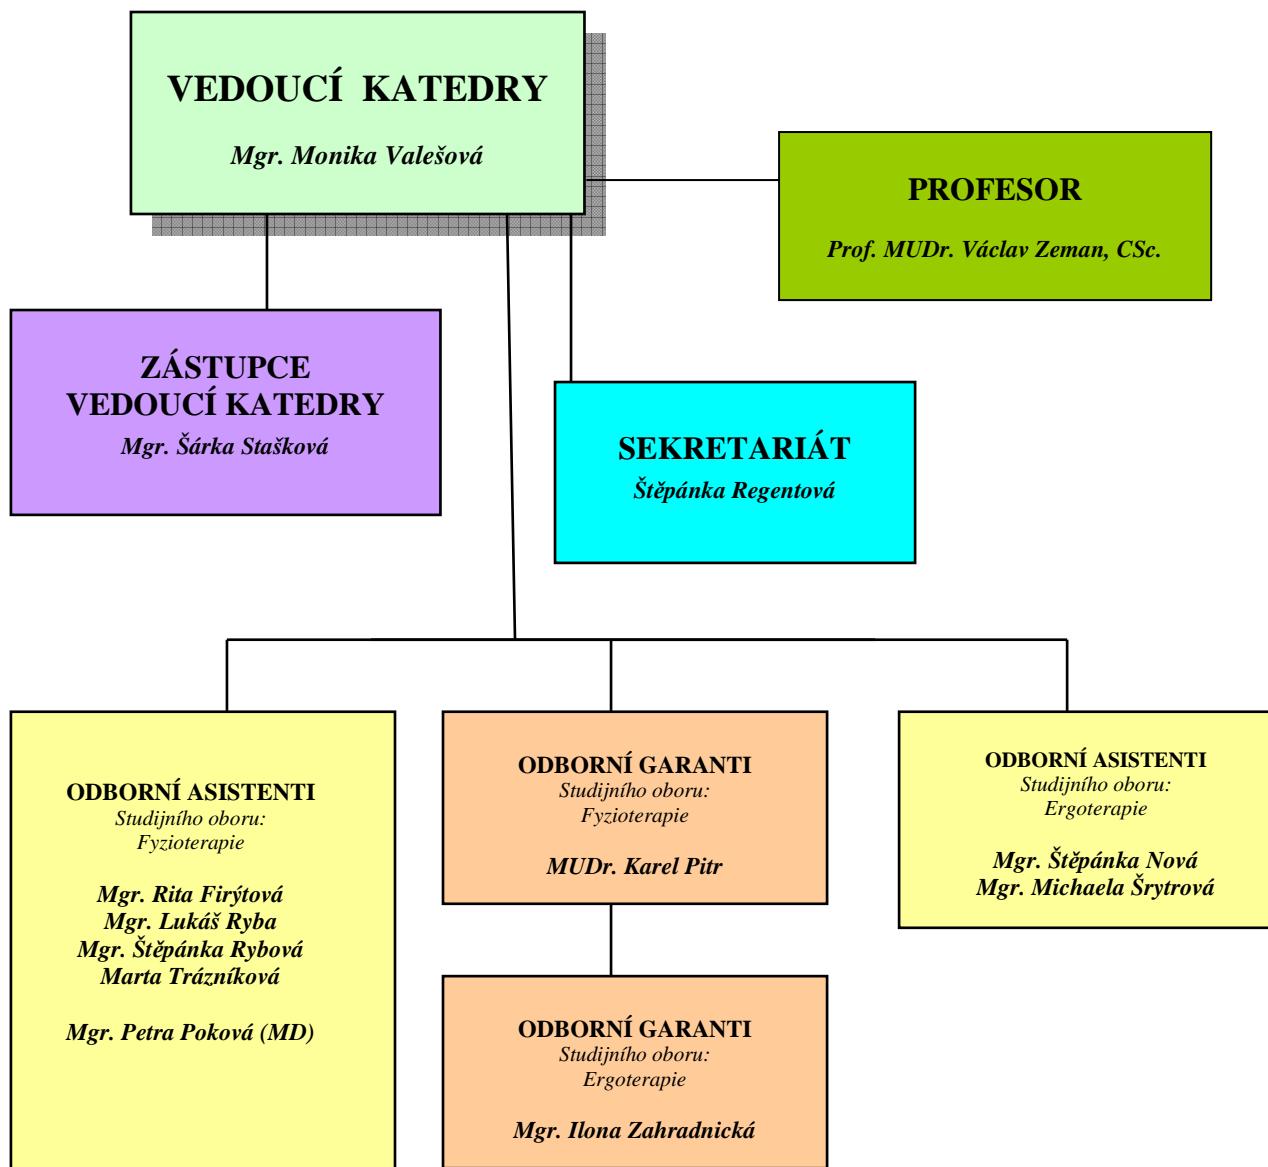 VEDOUCÍ KATEDRY
Mgr. Monika Valešová
PROFESOR
Prof. MUDr. Václav Zeman, CSc.
ZÁSTUPCE
VEDOUCÍ KATEDRY
Mgr. Šárka Stašková
SEKRETARIÁT
Štěpánka Regentová
ODBORNÍ ASISTENTI
Studijního oboru:
Fyzioterapie
Mgr. Rita Firýtová
Mgr. Lukáš Ryba
Mgr. Štěpánka Rybová
Marta Trázníková
Mgr. Petra Poková (MD)
ODBORNÍ GARANTI
Studijního oboru:
Fyzioterapie
MUDr. Karel Pitr
ODBORNÍ GARANTI
Studijního oboru:
Ergoterapie
Mgr. Ilona Zahradnická
ODBORNÍ ASISTENTI
Studijního oboru:
Ergoterapie
Mgr. Štěpánka Nová
Mgr. Michaela Šrytrová